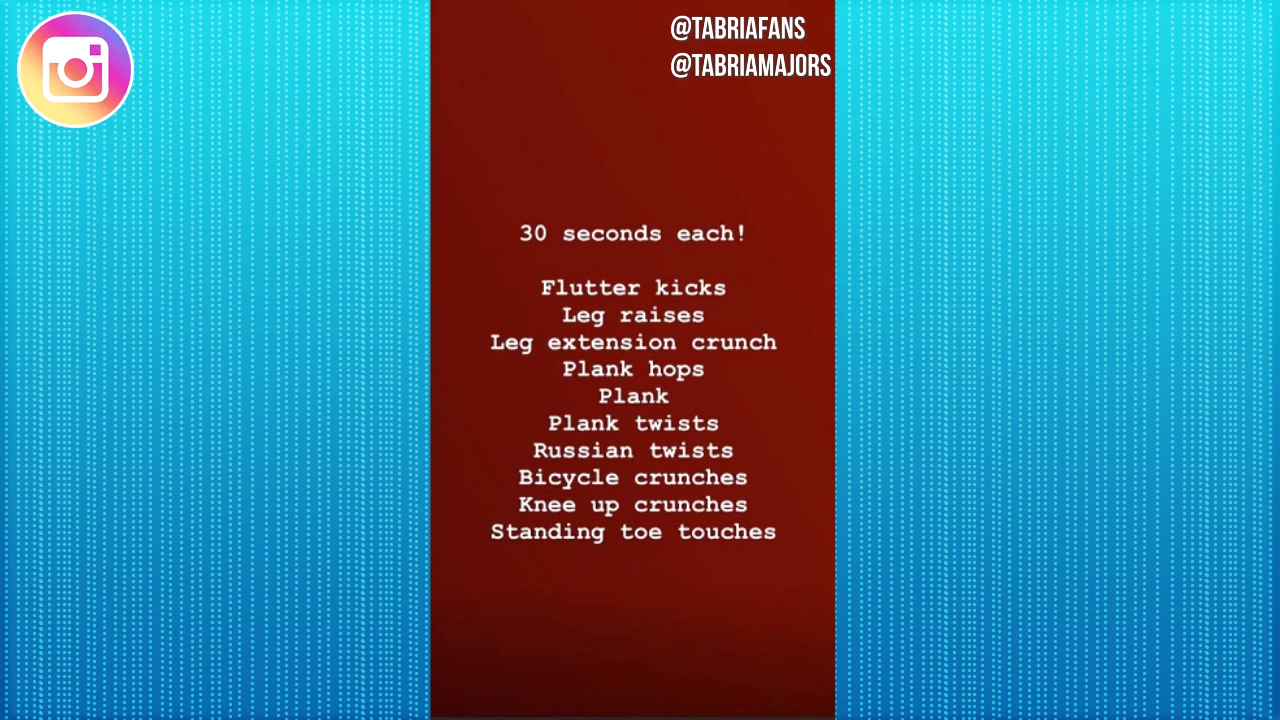 @TABRIAFANS
@TABRIAMAJORS
30 seconds each!
Flutter kicks
Leg raises
Leg extension crunch
Plank hops
Plank
Plank twists
Russian twists
Bicycle crunches
Knee up crunches
Standing toe touches